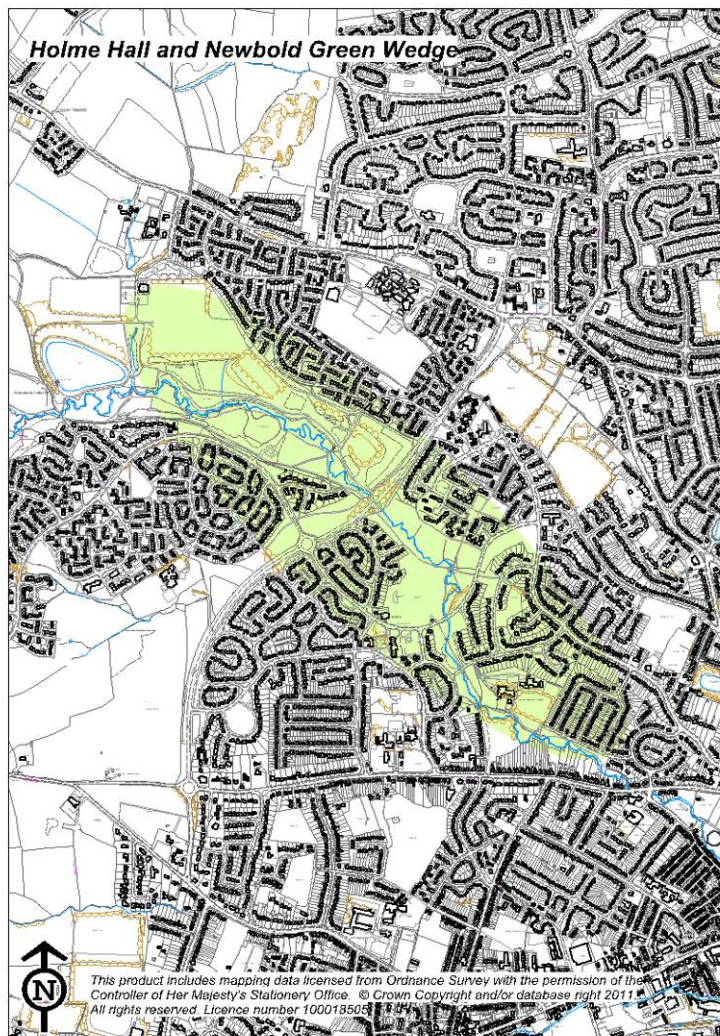 Holme Hall and Newbold Green Wedge
N
This product includes mapping data licensed from Ordnance Survey with the permission of the
Controller of Her Majesty's Stationery Office. © Crown Copyright and/or database right 2011.
All rights reserved. Licence number 100018505